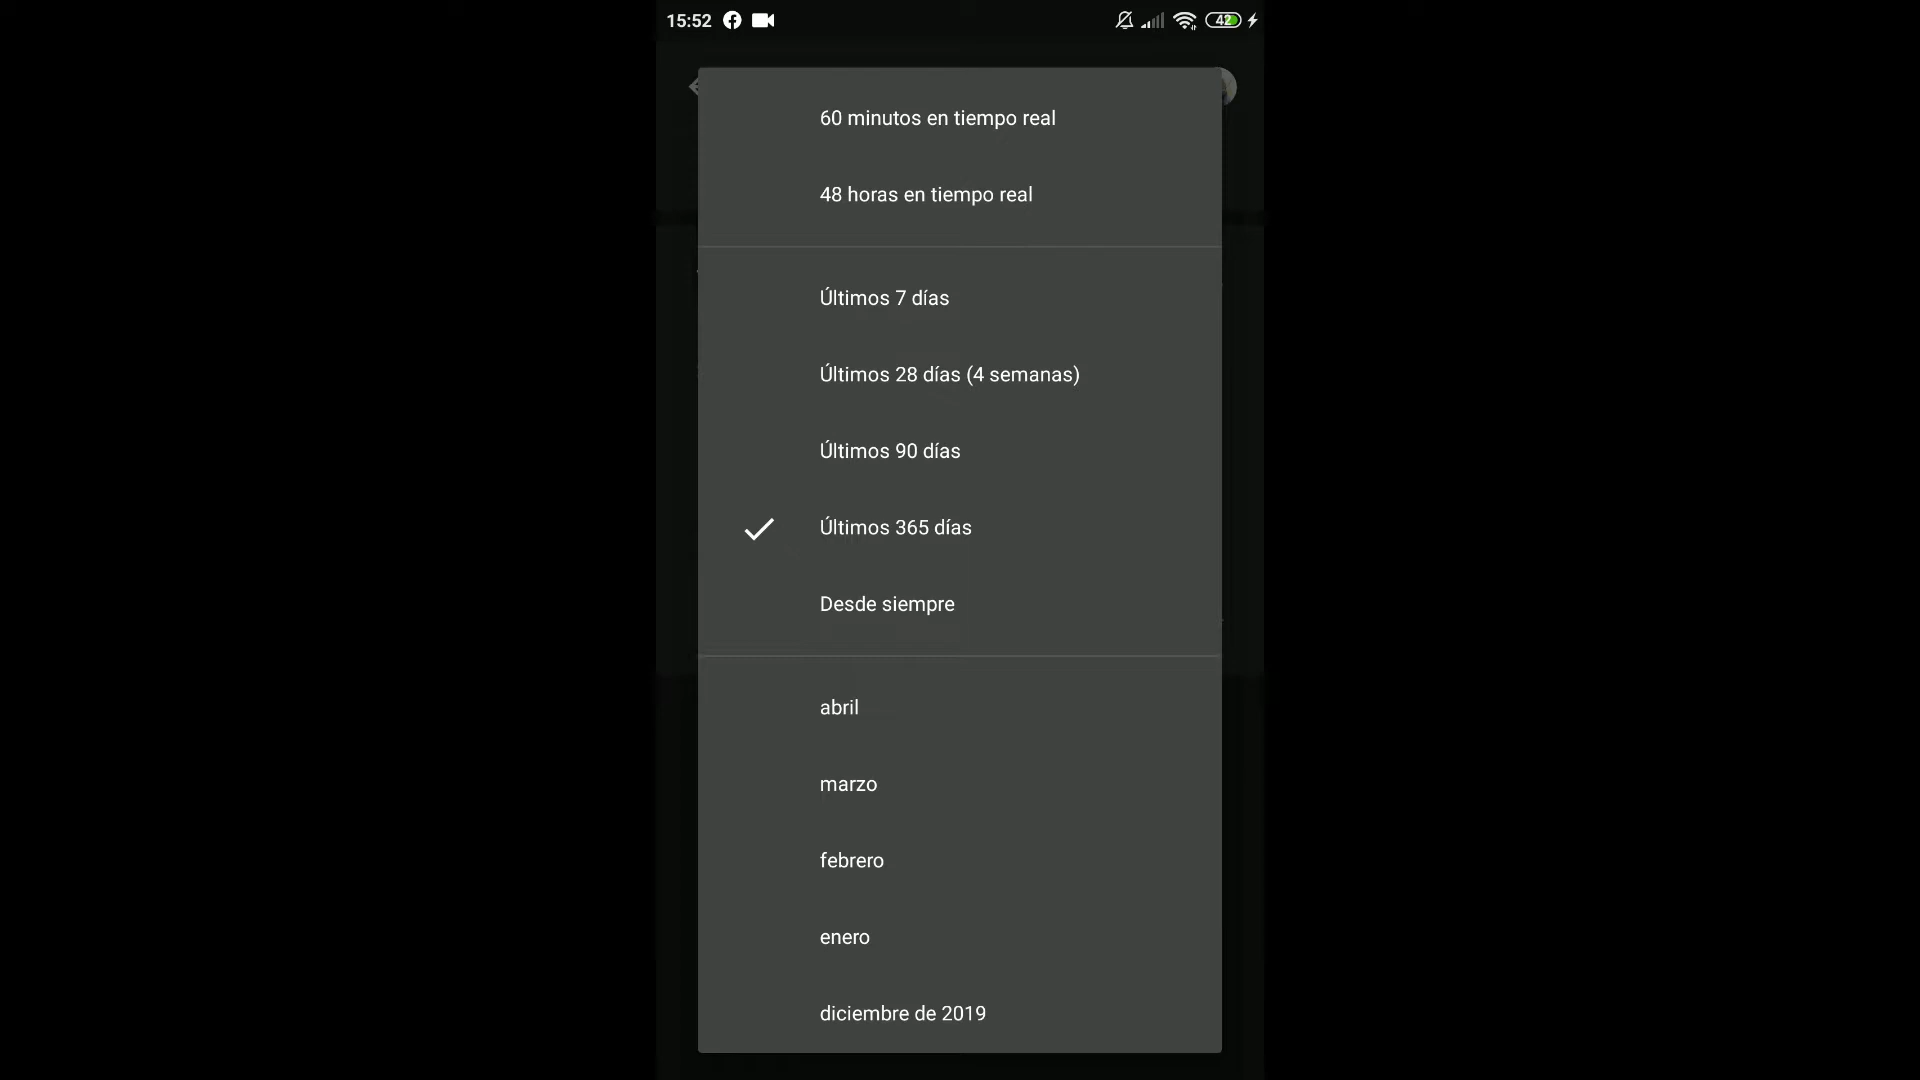 15:52
42
60 minutos en tiempo real
48 horas en tiempo real
Últimos 7 días
Últimos 28 días (4 semanas)
Últimos 90 días
Últimos 365 días
Desde siempre
abril
marzo
febrero
enero
diciembre de 2019